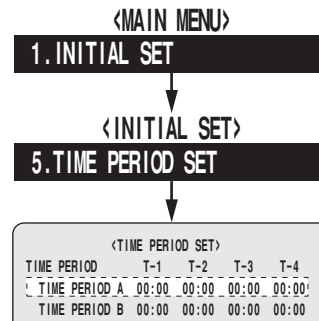 <MAIN MENU>
1.INITIAL SET
<INITIAL SET>
5.TIME PERIOD SET
<TIME PERIOD SET>
TIME PERIOD T-1 T-2 T-3 T-4
TIME PERIOD A 00:00 00:00 00:00 00:00
TIME PERIOD B 00:00 00:00 00:00 00:00